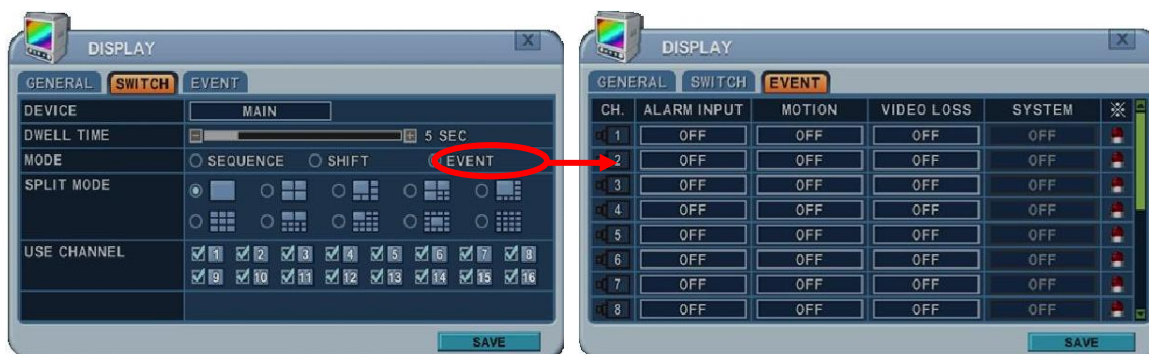 DISPLAY
X
GENERAL SWITCH EVENT
DEVICE MAIN
DWELL TIME 5 SEC
MODE SEQUENCE SHIFT EVENT
SPLIT MODE
USE CHANNEL 1 2 3 4 5 6 7 8
9 10 11 12 13 14 15 16
SAVE
DISPLAY
X
GENERAL SWITCH EVENT
CH. ALARM INPUT MOTION VIDEO LOSS SYSTEM
1 OFF OFF OFF OFF
2 OFF OFF OFF OFF
3 OFF OFF OFF OFF
4 OFF OFF OFF OFF
5 OFF OFF OFF OFF
6 OFF OFF OFF OFF
7 OFF OFF OFF OFF
8 OFF OFF OFF OFF
SAVE